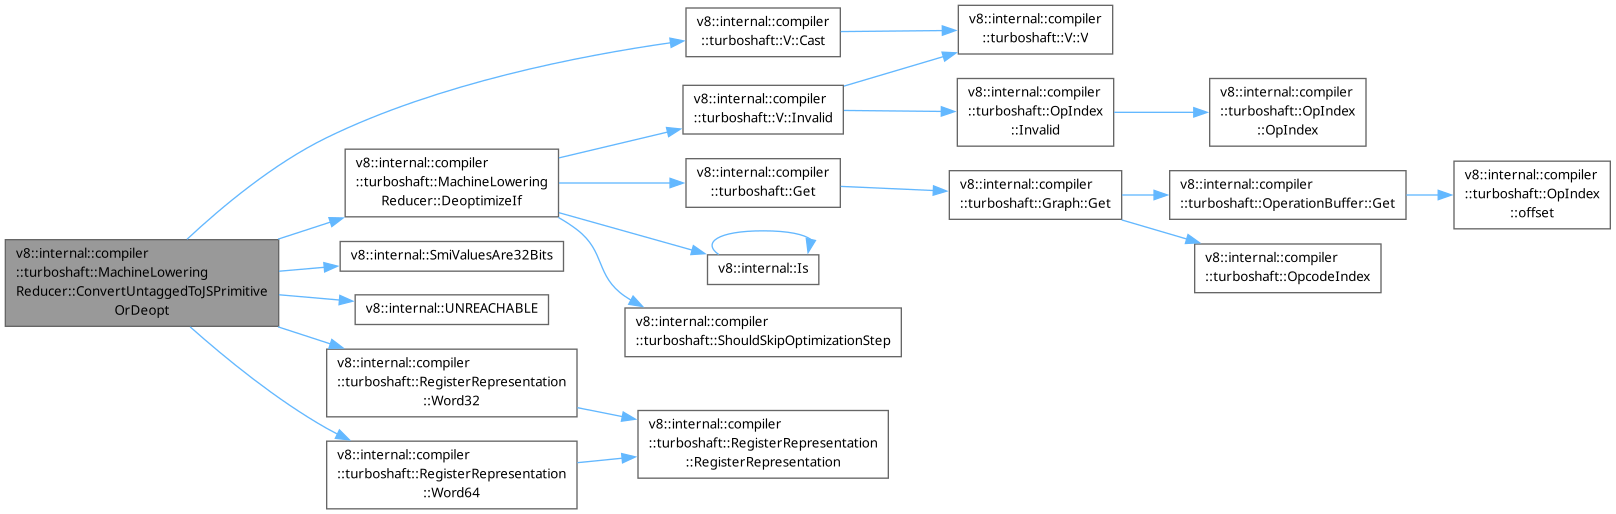 v8::internal::compiler
::turboshaft::MachineLowering
Reducer::ConvertUntaggedToJSPrimitive
OrDeopt
v8::internal::compiler
::turboshaft::V::Cast
v8::internal::compiler
::turboshaft::V::V
v8::internal::compiler
::turboshaft::MachineLowering
Reducer::DeoptimizeIf
v8::internal::compiler
::turboshaft::V::Invalid
v8::internal::compiler
::turboshaft::OpIndex
::Invalid
v8::internal::compiler
::turboshaft::OpIndex
::OpIndex
v8::internal::compiler
::turboshaft::Get
v8::internal::compiler
::turboshaft::Graph::Get
v8::internal::compiler
::turboshaft::OperationBuffer::Get
v8::internal::compiler
::turboshaft::OpIndex
::offset
v8::internal::compiler
::turboshaft::OpcodeIndex
v8::internal::Is
v8::internal::compiler
::turboshaft::ShouldSkipOptimizationStep
v8::internal::SmiValuesAre32Bits
v8::internal::UNREACHABLE
v8::internal::compiler
::turboshaft::RegisterRepresentation
::Word32
v8::internal::compiler
::turboshaft::RegisterRepresentation
::RegisterRepresentation
v8::internal::compiler
::turboshaft::RegisterRepresentation
::Word64